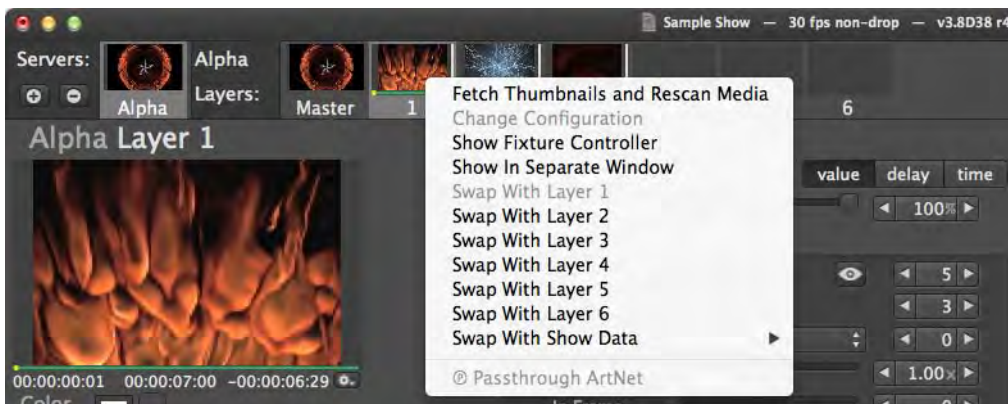 Sample Show — 30 fps non-drop — v3.8D38 r4
Servers:
Alpha
Layers:
Alpha
Master
1
6
Alpha Layer 1
Fetch Thumbnails and Rescan Media
Change Configuration
Show Fixture Controller
Show In Separate Window
Swap With Layer 1
Swap With Layer 2
Swap With Layer 3
Swap With Layer 4
Swap With Layer 5
Swap With Layer 6
Swap With Show Data
Ⓟ Passthrough ArtNet
value delay time
100%
5
3
0
1.00x
00:00:00:01 00:00:07:00 -00:00:06:29
Color
In Frame